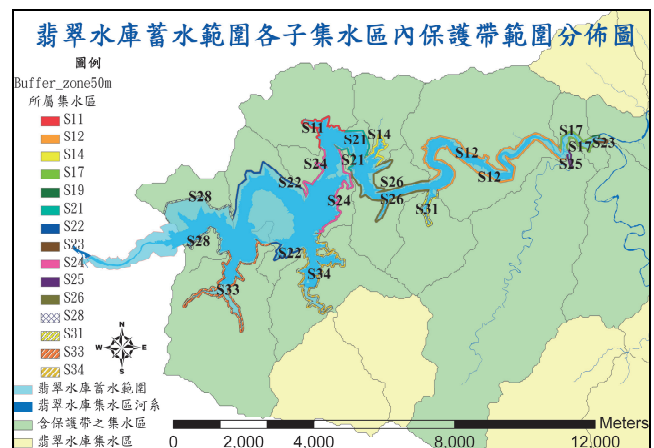 翡翠水庫蓄水範圍各子集水區內保護帶範圍分佈圖
圖例
Buffer_zone50m
所屬集水區
S11
S12
S14
S17
S19
S21
S22
S23
S24
S25
S26
S28
S31
S33
S34
翡翠水庫蓄水範圍
翡翠水庫集水區河系
含保護帶之集水區
翡翠水庫集水區
S11
S21
S14
S24
S21
S22
S24
S28
S28
S22
S33
S34
S26
S26
S31
S12
S12
S17
S17
S23
S25
N
W E
S
Meters
0 2,000 4,000 8,000 12,000